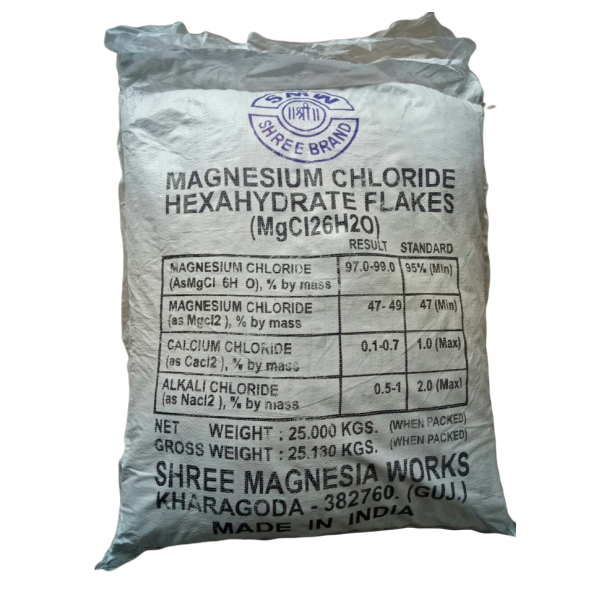 SMW
॥श्री॥
SHREE BRAND
MAGNESIUM CHLORIDE
HEXAHYDRATE FLAKES
(MgCl26H2O)
RESULT STANDARD
MAGNESIUM CHLORIDE 97.0-99.0 95% (Min)
(AsMgCl 6H O), % by mass
MAGNESIUM CHLORIDE 47- 49 47 (Min)
(as Mgcl2 ), % by mass
CALCIUM CHLORIDE 0.1-0.7 1.0 (Max)
(as Cacl2 ), % by mass
ALKALI CHLORIDE 0.5-1 2.0 (Max)
(as Nacl2 ), % by mass
NET WEIGHT : 25.000 KGS. (WHEN PACKED)
GROSS WEIGHT : 25.130 KGS. (WHEN PACKED)
SHREE MAGNESIA WORKS
KHARAGODA - 382760. (GUJ.)
MADE IN INDIA